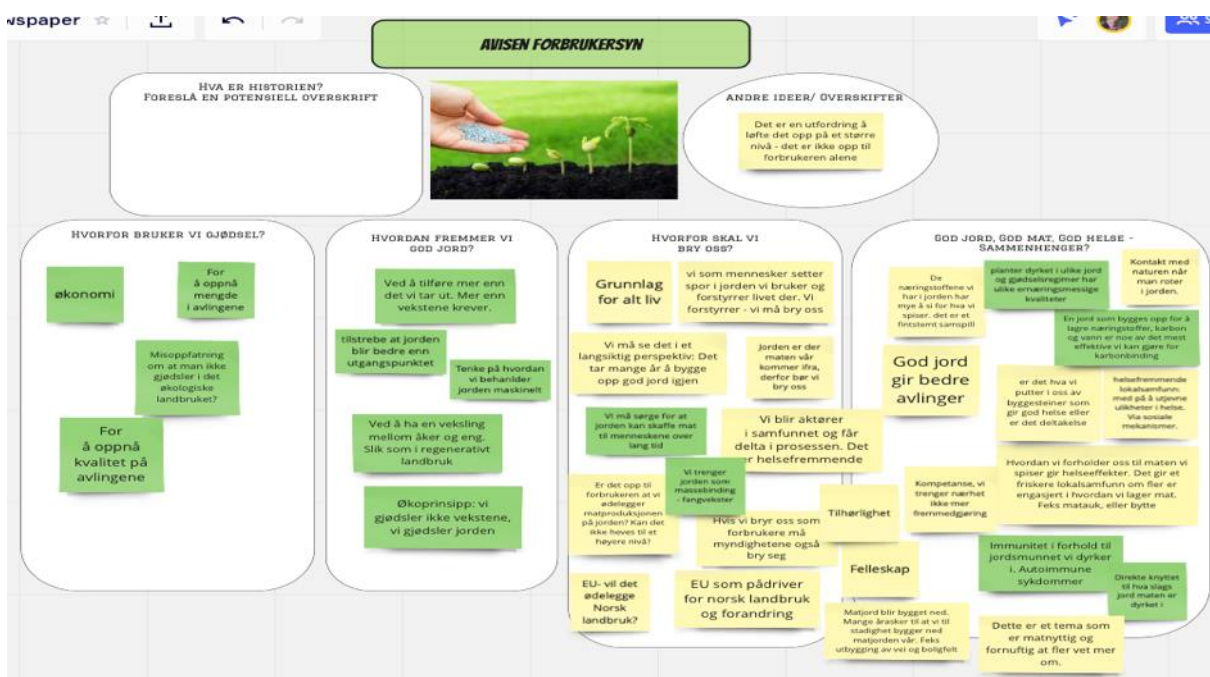 wspaper
AVISEN FORBRUKERSYN
HVA ER HISTORIEN?
FORESLÅ EN POTENSIELL OVERSKRIFT
ANDRE IDEER/ OVERSKIFTER
Det er en utfordring å
løfte det opp på et større
nivå - det er ikke opp til
forbrukeren alene
HVORFOR BRUKER VI GJØDSEL?
økonomi
For
å oppnå
mengde
i avlingene
Misoppfatning
om at man ikke
gjødsler i det
økologiske
landbruket?
For
å oppnå
kvalitet på
avlingene
HVORDAN FREMMER VI
GOD JORD?
Ved å tilføre mer enn
det vi tar ut. Mer enn
vekstene krever.
tilstrebe at jorden
blir bedre enn
utgangspunktet
Tenke på hvordan
vi behanlder
jorden maskinelt
Ved å ha en veksling
mellom åker og eng.
Slik som i regenerativt
landbruk
Økoprinsipp: vi
gjødsler ikke vekstene,
vi gjødsler jorden
HVORFOR SKAL VI
BRY OSS?
Grunnlag
for alt liv
vi som mennesker setter
spor i jorden vi bruker og
forstyrrer livet der. Vi
forstyrrer - vi må bry oss
Vi må se det i et
langsiktig perspektiv: Det
tar mange år å bygge
opp god jord igjen
Jorden er der
maten vår
kommer ifra,
derfor bør vi
bry oss
Vi må sørge for at
jorden kan skaffe mat
til menneskene over
lang tid
Vi blir aktører
i samfunnet og får
delta i prosessen. Det
er helsefremmende
Er det opp til
forbrukeren at vi
ødelegger
matproduksjonen
på jorden? Kan det
ikke heves til et
høyere nivå?
Vi trenger
jorden som
massebinding
- fangvekster
Hvis vi bryr oss som
forbrukere må
myndighetene også
bry seg
EU- vil det
ødelegge
Norsk
landbruk?
EU som pådriver
for norsk landbruk
og forandring
GOD JORD, GOD MAT, GOD HELSE -
SAMMENHENGER?
De
næringstoffene vi
har i jorden har
mye å si for hva vi
spiser. det er et
fintstemt samspill
planter dyrket i ulike jord
og gjødselsregimer har
ulike ernæringsmessige
kvaliteter
Kontakt med
naturen når
man roter
i jorden.
En jord som bygges opp for å
lagre næringstoffer, karbon
og vann er noe av det mest
effektive vi kan gjøre for
karbonbinding
God jord
gir bedre
avlinger
er det hva vi
putter i oss av
byggesteiner som
gir god helse eller
er det deltakelse
helsefremmende
lokalsamfunn:
med på å utjevne
ulikheter i helse.
Via sosiale
mekanismer.
Hvordan vi forholder oss til maten vi
spiser gir helseeffekter. Det gir et
friskere lokalsamfunn om fler er
engasjert i hvordan vi lager mat.
Feks matauk, eller bytte
Kompetanse, vi
trenger nærhet
ikke mer
fremmedgjøring
Tilhørlighet
Felleskap
Immunitet i forhold til
jordsmunnet vi dyrker
i. Autoimmune
sykdommer
Direkte knyttet
til hva slags
jord maten er
dyrket i
Matjord blir bygget ned.
Mange årasker til at vi til
stadighet bygger ned
matjorden vår. Feks
utbygging av vei og boligfelt
Dette er et tema som
er matnyttig og
fornuftig at fler vet mer
om.